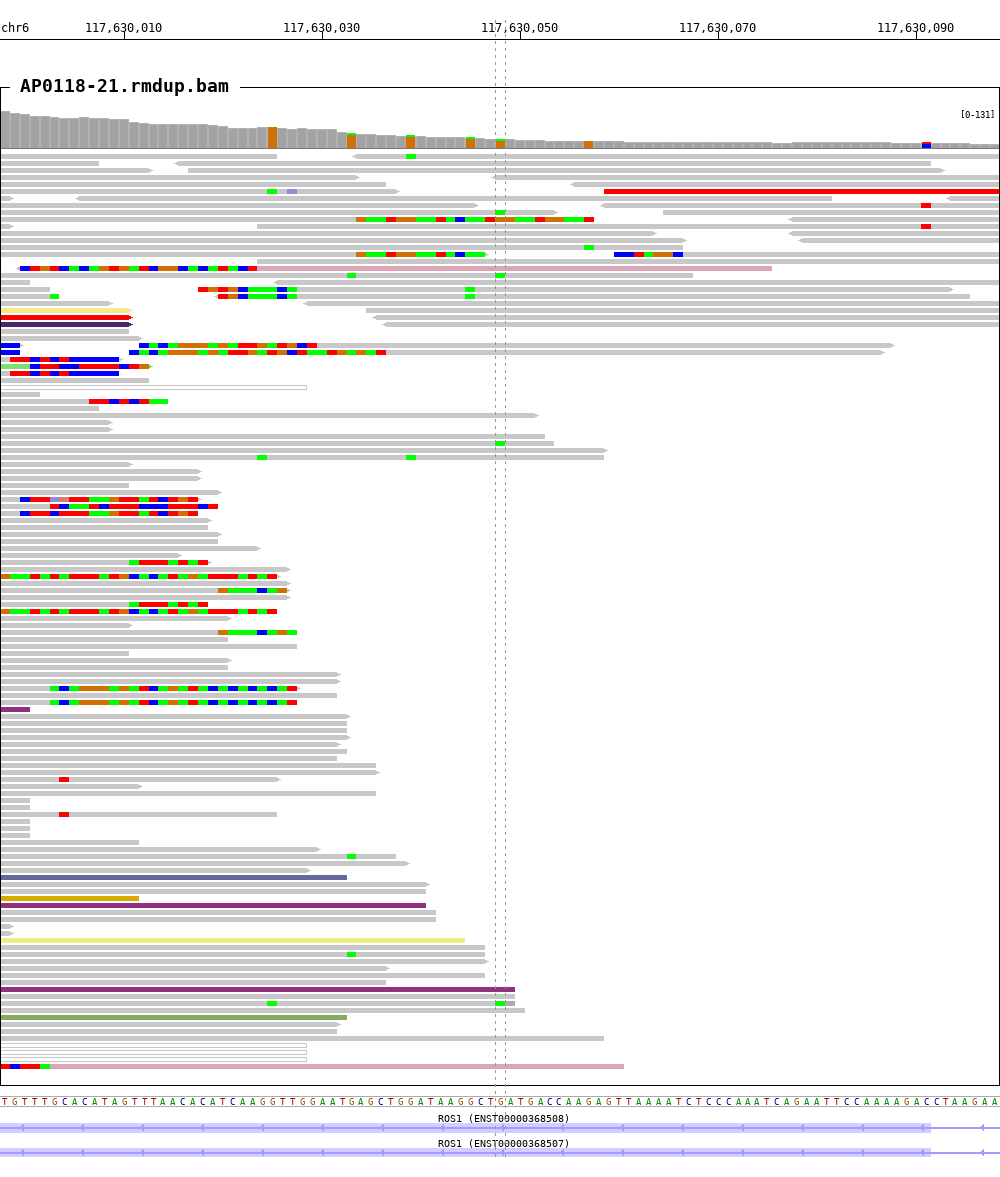 chr6 117,630,010 117,630,030 117,630,050 117,630,070 117,630,090
AP0118-21.rmdup.bam
[0-131]
TGTTTGCACATAGTTTAACACATCAAGGTTGGAATGAGCTGGATAAGGCTGATGACCAAGAGTTAAAATCTCCCAAATCAGAATTCCAAAAGACCTAAGAA
ROS1 (ENST00000368508)
ROS1 (ENST00000368507)